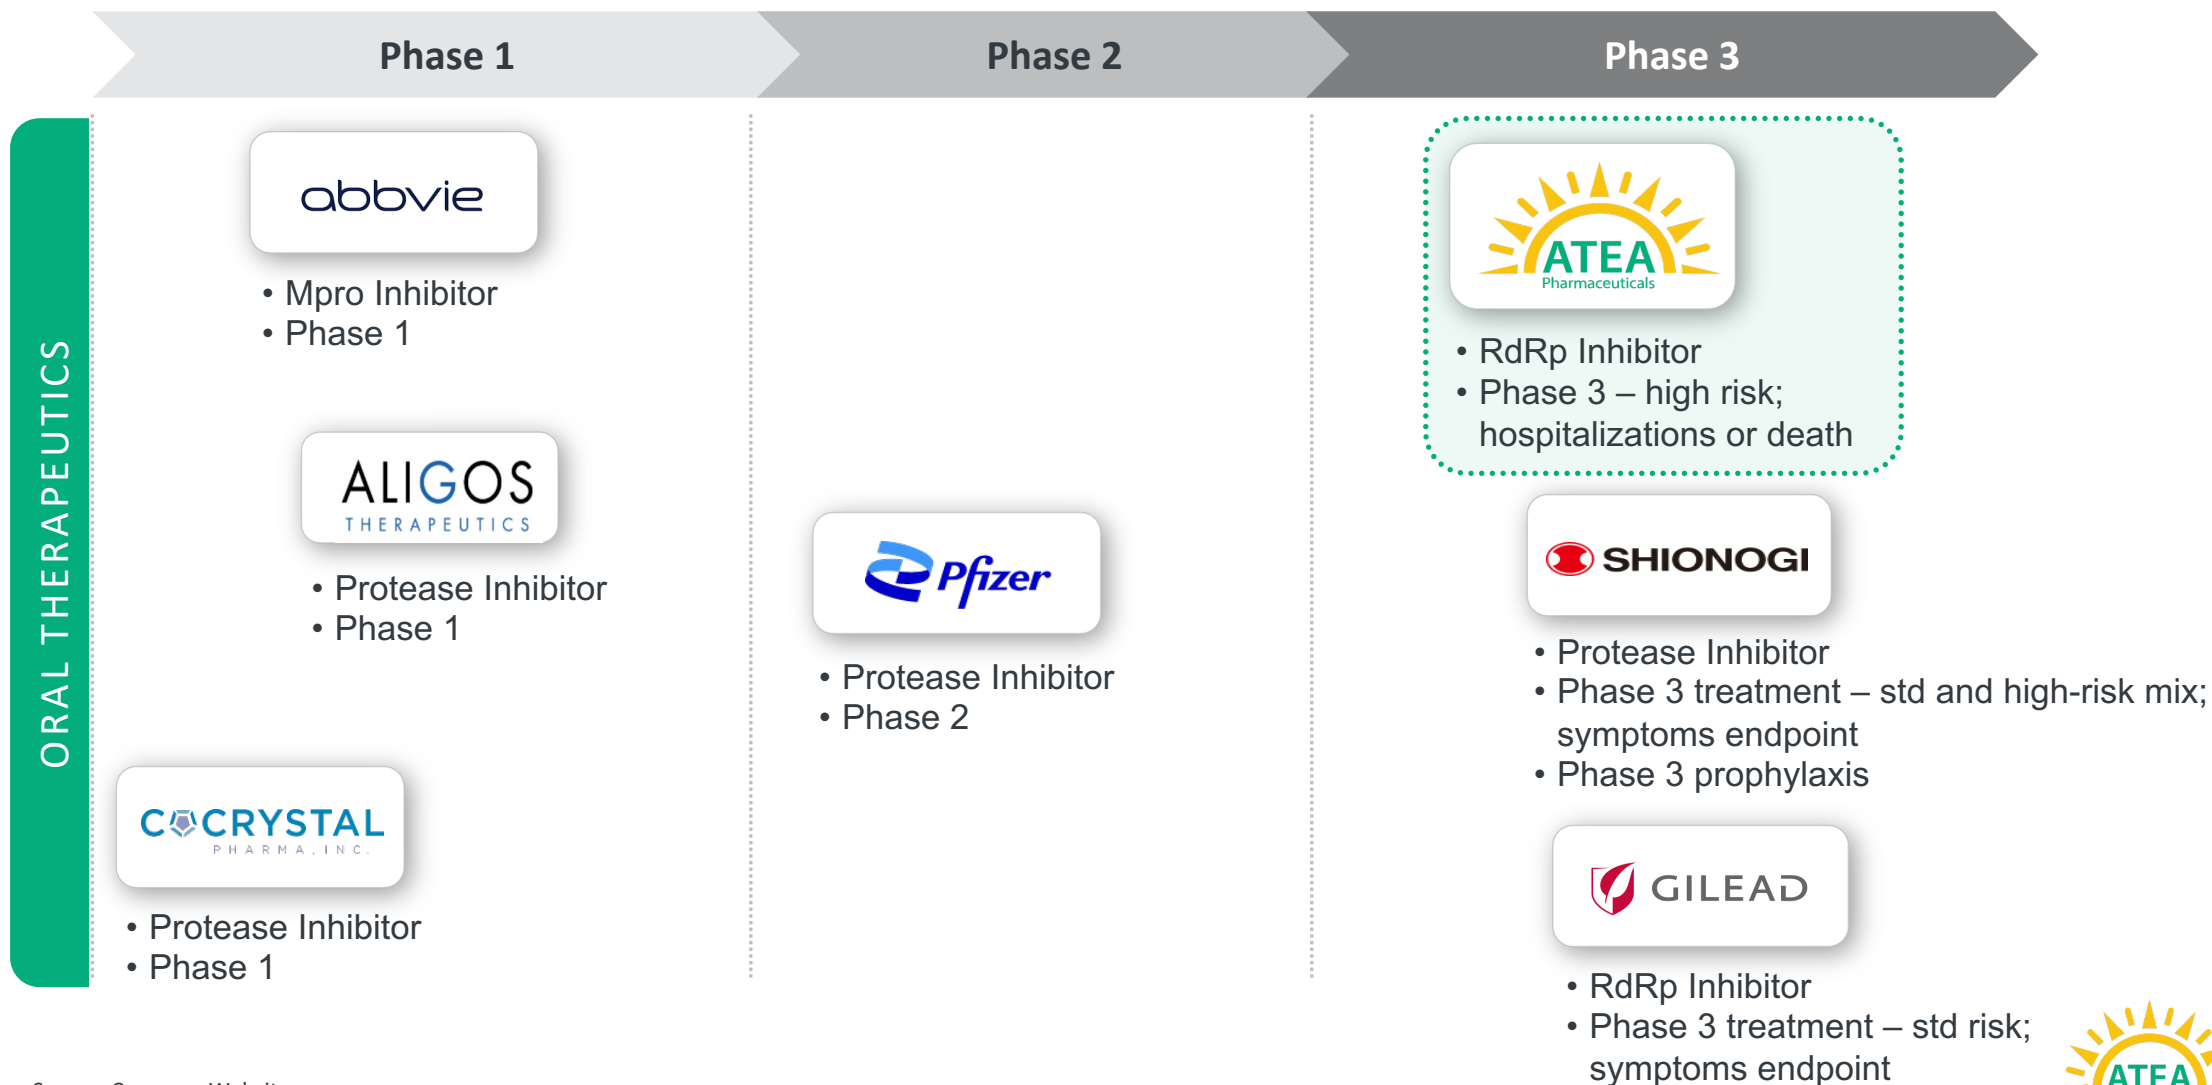 Phase 1
Phase 2
Phase 3
ORAL THERAPEUTICS
abbvie
• Mpro Inhibitor
• Phase 1
ALIGOS
THERAPEUTICS
• Protease Inhibitor
• Phase 1
COCRYSTAL
PHARMA, INC.
• Protease Inhibitor
• Phase 1
Pfizer
• Protease Inhibitor
• Phase 2
ATEA
Pharmaceuticals
• RdRp Inhibitor
• Phase 3 – high risk;
hospitalizations or death
SHIONOGI
• Protease Inhibitor
• Phase 3 treatment – std and high-risk mix;
symptoms endpoint
• Phase 3 prophylaxis
GILEAD
• RdRp Inhibitor
• Phase 3 treatment – std risk;
symptoms endpoint
ATEA